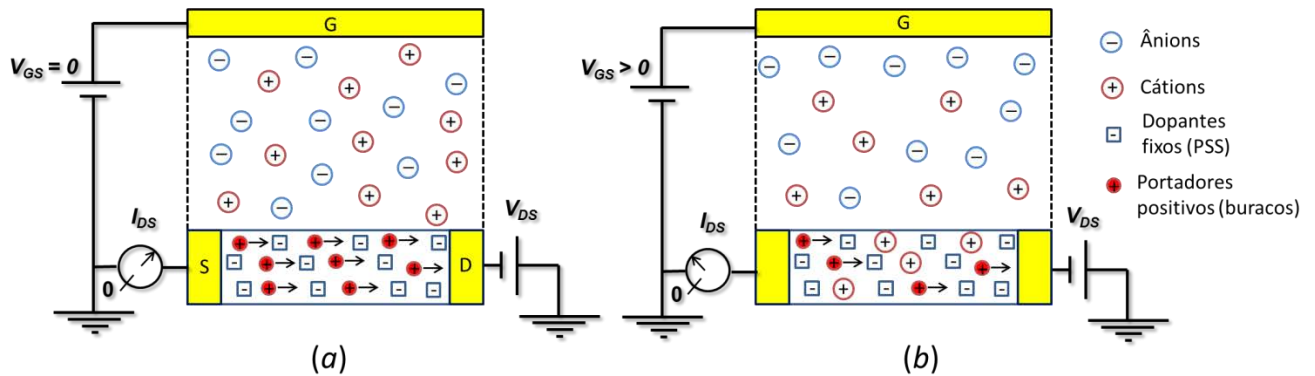 G
V_GS = 0
I_DS
0
S
D
V_DS
(a)
G
V_GS > 0
I_DS
0
V_DS
(b)
Ânions
Cátions
Dopantes
fixos (PSS)
Portadores
positivos (buracos)